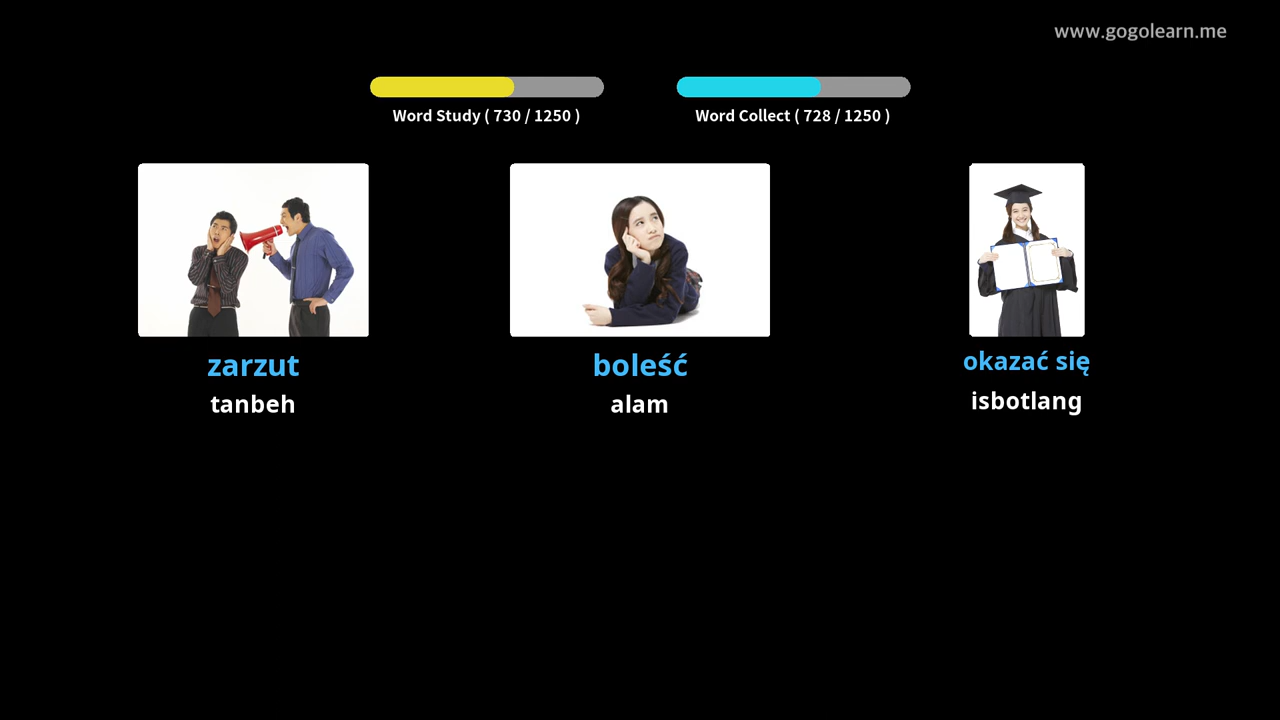 www.gogolearn.me
Word Study ( 730 / 1250 )
Word Collect ( 728 / 1250 )
zarzut
tanbeh
boleść
alam
okazać się
isbotlang